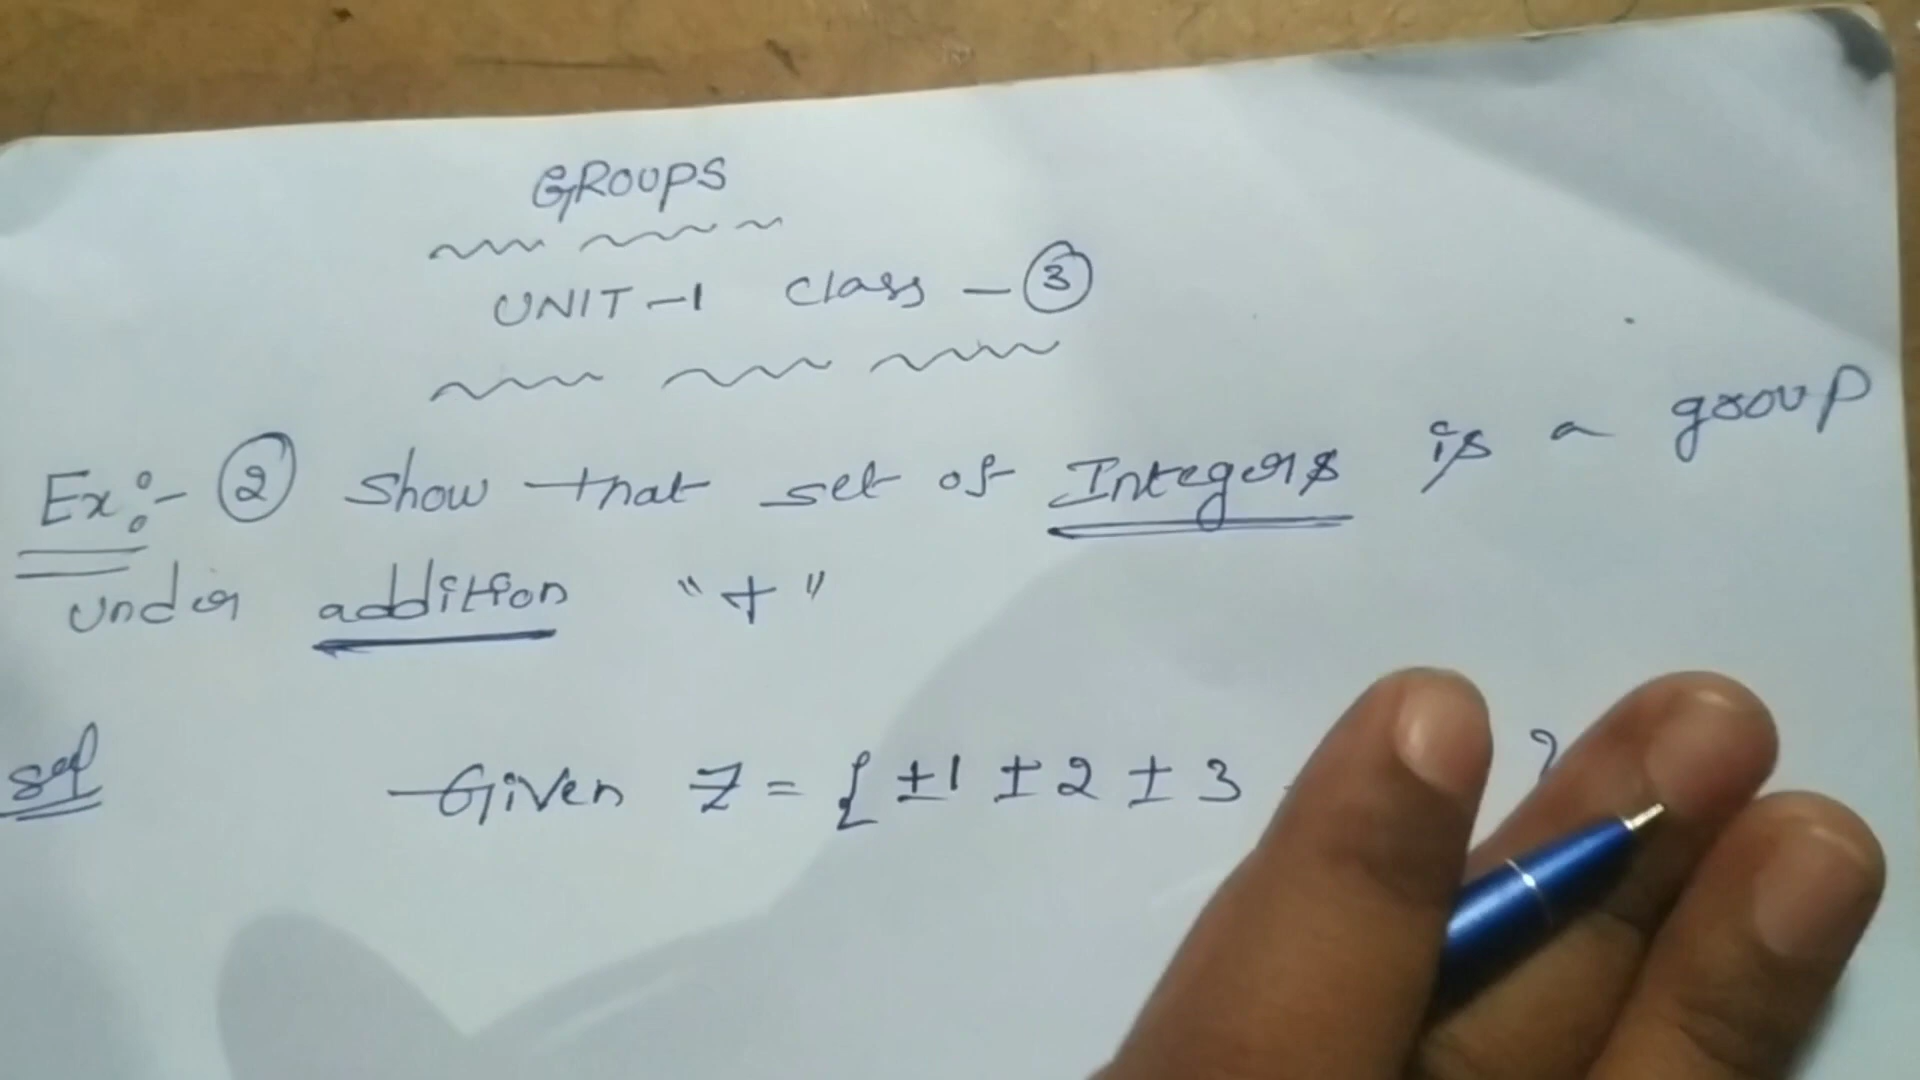 GROUPS
UNIT-1 class - 3
Ex:- 2 show that set of Integers is a group
under addition "+"
Sol Given Z = { ±1 ±2 ±3